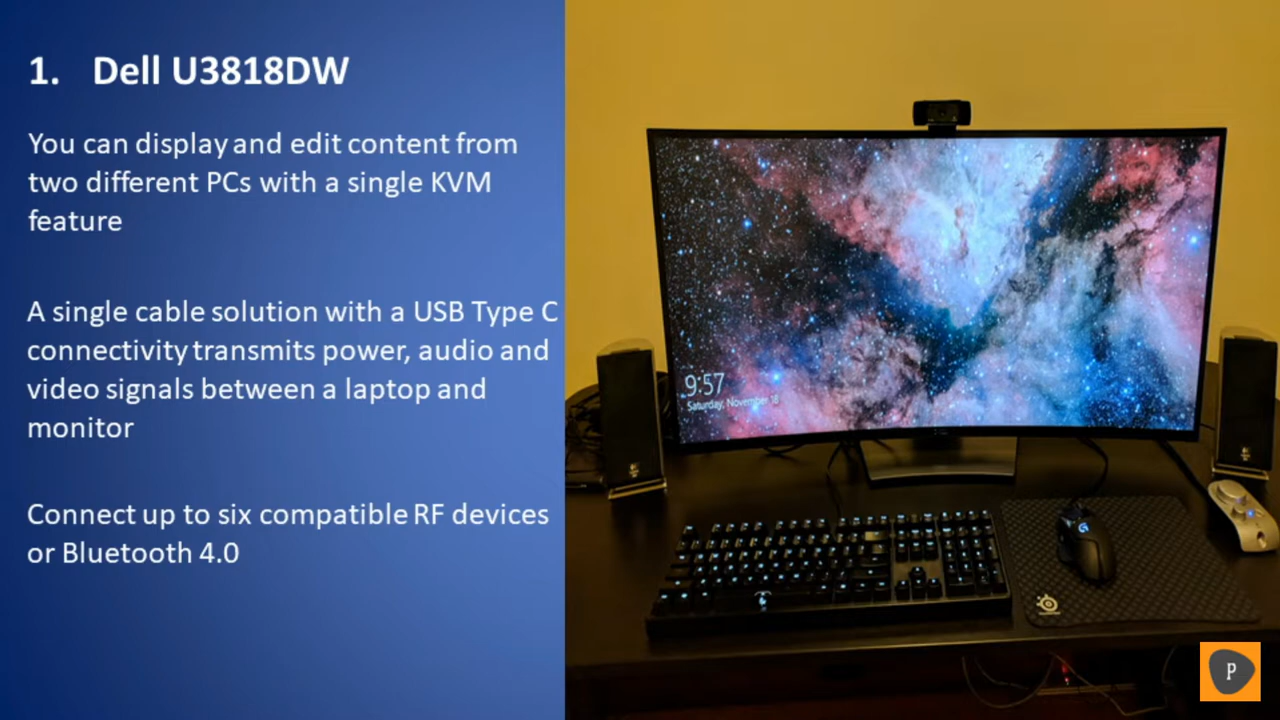 1. Dell U3818DW
You can display and edit content from
two different PCs with a single KVM
feature
A single cable solution with a USB Type C
connectivity transmits power, audio and
video signals between a laptop and
monitor
Connect up to six compatible RF devices
or Bluetooth 4.0
9:57
Saturday, November 18
G
P